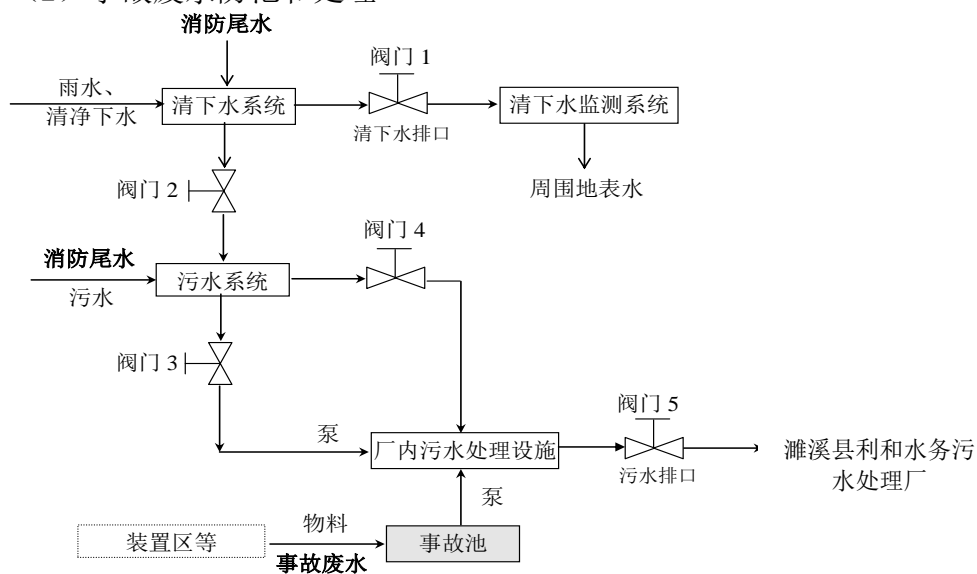 消防尾水
阀门 1
雨水、
清净下水
清下水系统
清下水监测系统
清下水排口
阀门 2
周围地表水
阀门 4
消防尾水
污水
污水系统
阀门 3
阀门 5
泵
厂内污水处理设施
污水排口
濉溪县利和水务污
水处理厂
泵
物料
装置区等
事故废水
事故池